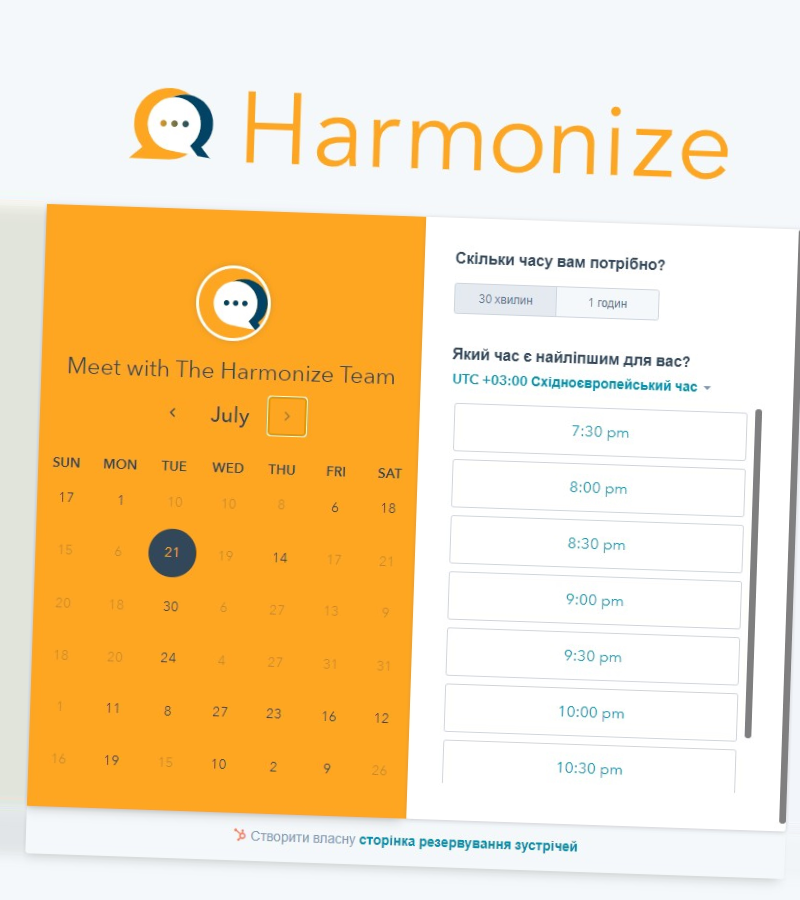 Harmonize
Meet with The Harmonize Team
July
SUN MON TUE WED THU FRI SAT
17 1 10 10 8 6 18
15 6 21 19 14 17 21
20 18 30 6 27 13 9
18 20 24 4 27 31 31
1 11 8 27 23 16 12
16 19 15 10 2 9 26
Скільки часу вам потрібно?
30 хвилин 1 годин
Який час є найліпшим для вас?
UTC +03:00 Східноєвропейський час
7:30 pm
8:00 pm
8:30 pm
9:00 pm
9:30 pm
10:00 pm
10:30 pm
Створити власну сторінка резервування зустрічей